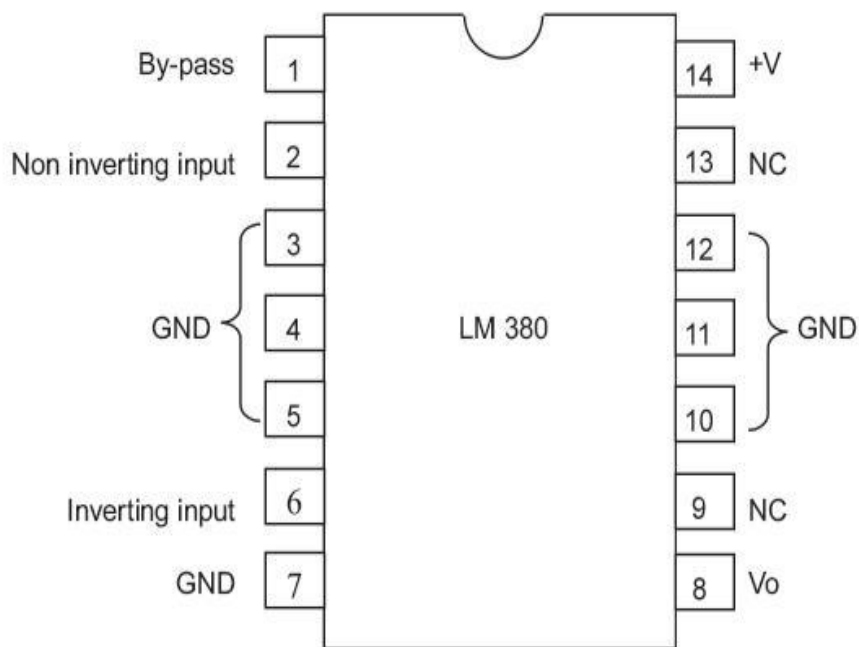 By-pass 1 14 +V
Non inverting input 2 13 NC
3 12
GND 4 LM 380 11 GND
5 10
Inverting input 6 9 NC
GND 7 8 Vo